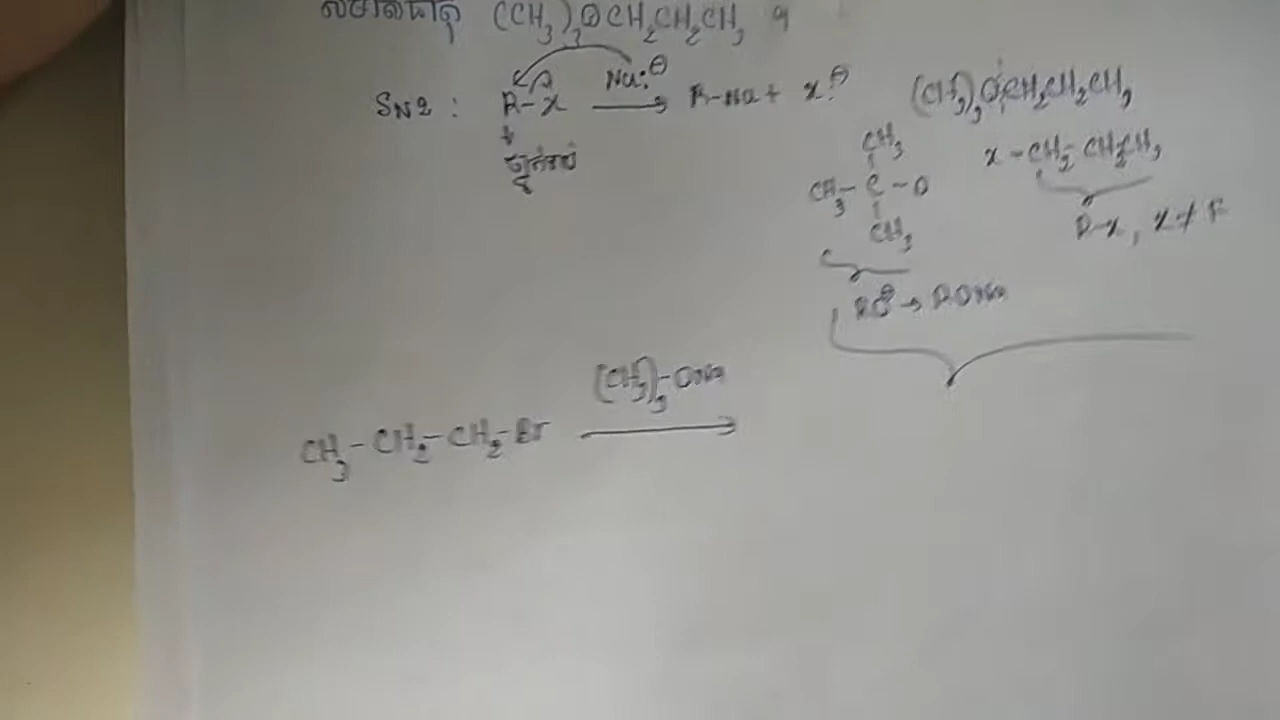 (CH₃)₃OCH₂CH₂CH₃ ។
SN2 : R-X Nu:⊖ → R-Nu + X:⊖
(CH₃)₃OCH₂CH₂CH₃
CH₃
CH₃-C-O
CH₃
X-CH₂-CH₂CH₃
R-X, X≠F
RO⊖ → RONa
(CH₃)₃-ONa
CH₃-CH₂-CH₂-Br →